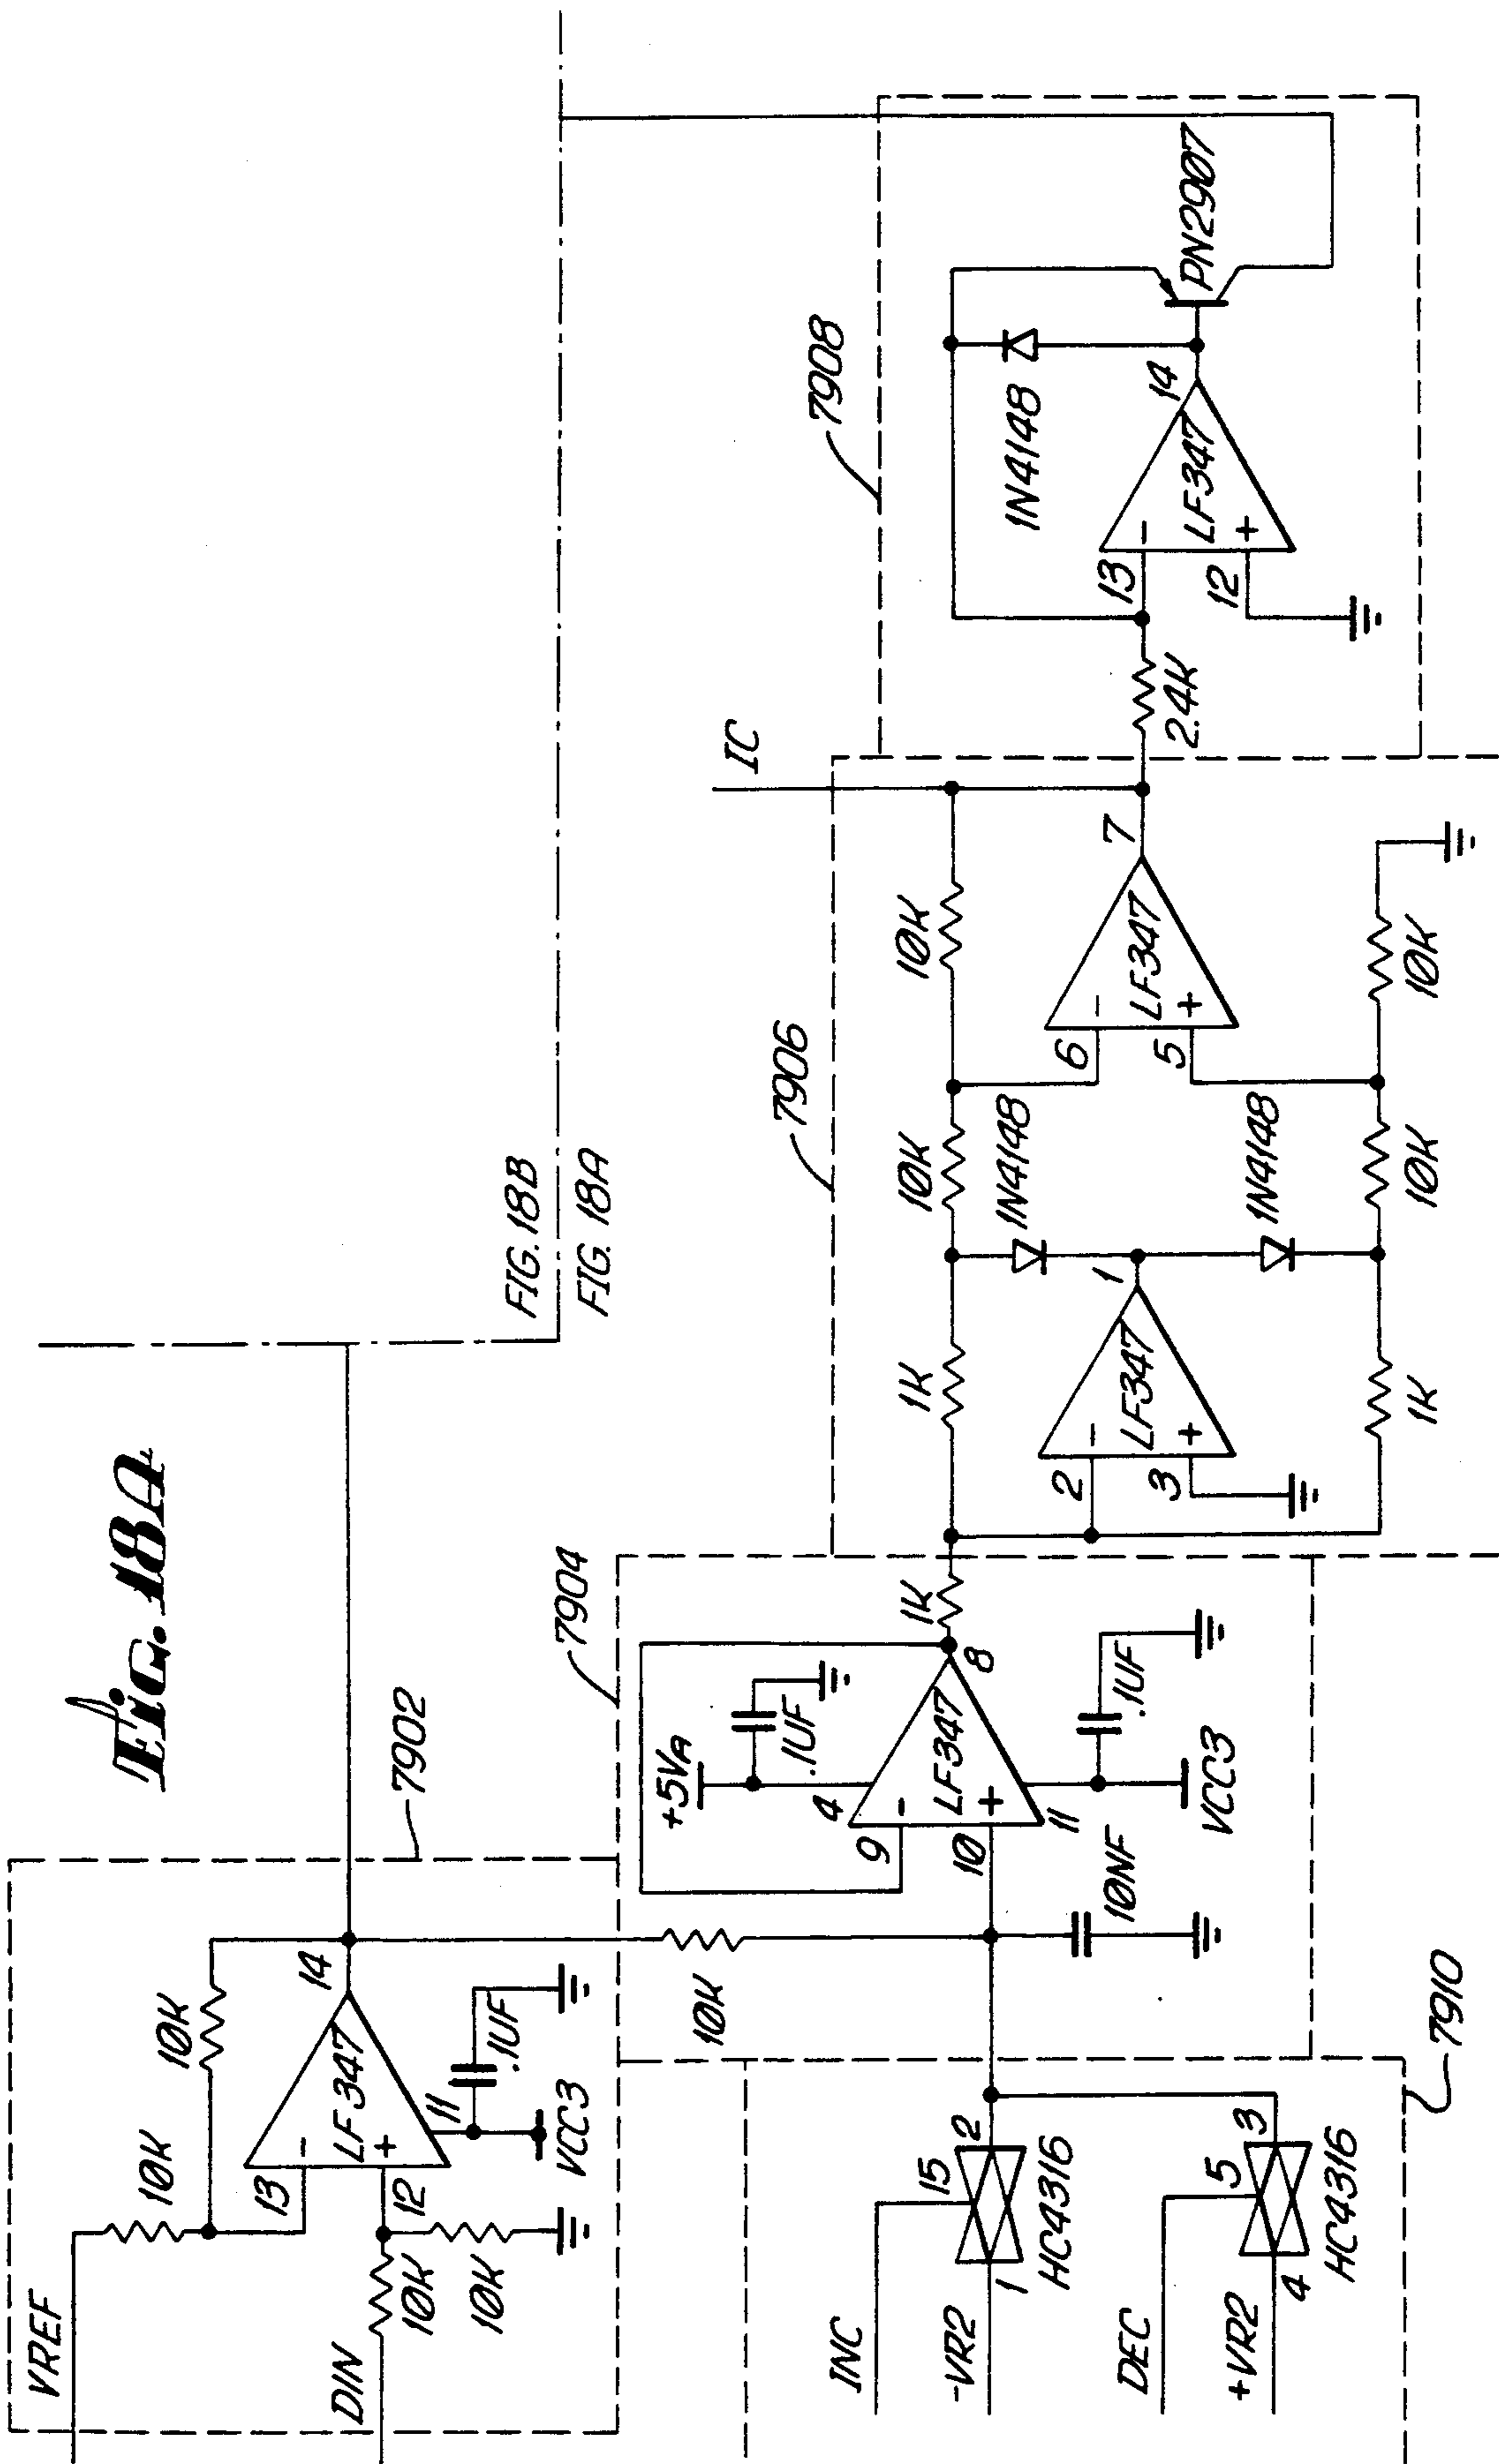 Fig. 18A
FIG. 18B
FIG. 18A
7902
VREF
10K
10K
13
14
LF347
-
+
12
11
DIN
10K
10K
.1UF
VCC3
7904
10K
+5VA
4
.1UF
9
-
LF347
+
10
8
11
.1UF
10NF
VCC3
1K
7910
INC
15
-VR2
1
2
HC4316
DEC
5
+VR2
4
3
HC4316
7906
1K
10K
10K
2
-
LF347
+
3
1
1N4148
1N4148
6
-
LF347
+
5
7
1K
10K
10K
IC
7908
2.4K
13
-
LF347
+
12
14
1N4148
PN2907